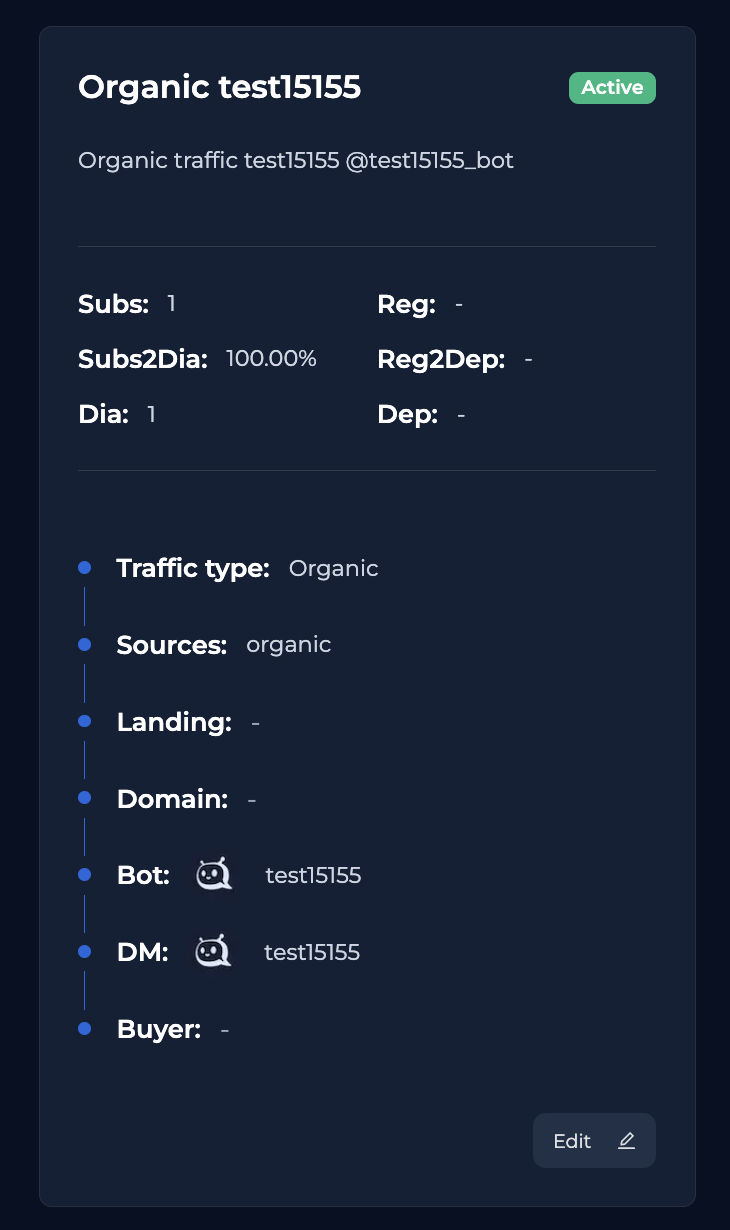 Organic test15155
Active
Organic traffic test15155 @test15155_bot
Subs: 1
Reg: -
Subs2Dia: 100.00%
Reg2Dep: -
Dia: 1
Dep: -
Traffic type: Organic
Sources: organic
Landing: -
Domain: -
Bot: test15155
DM: test15155
Buyer: -
Edit